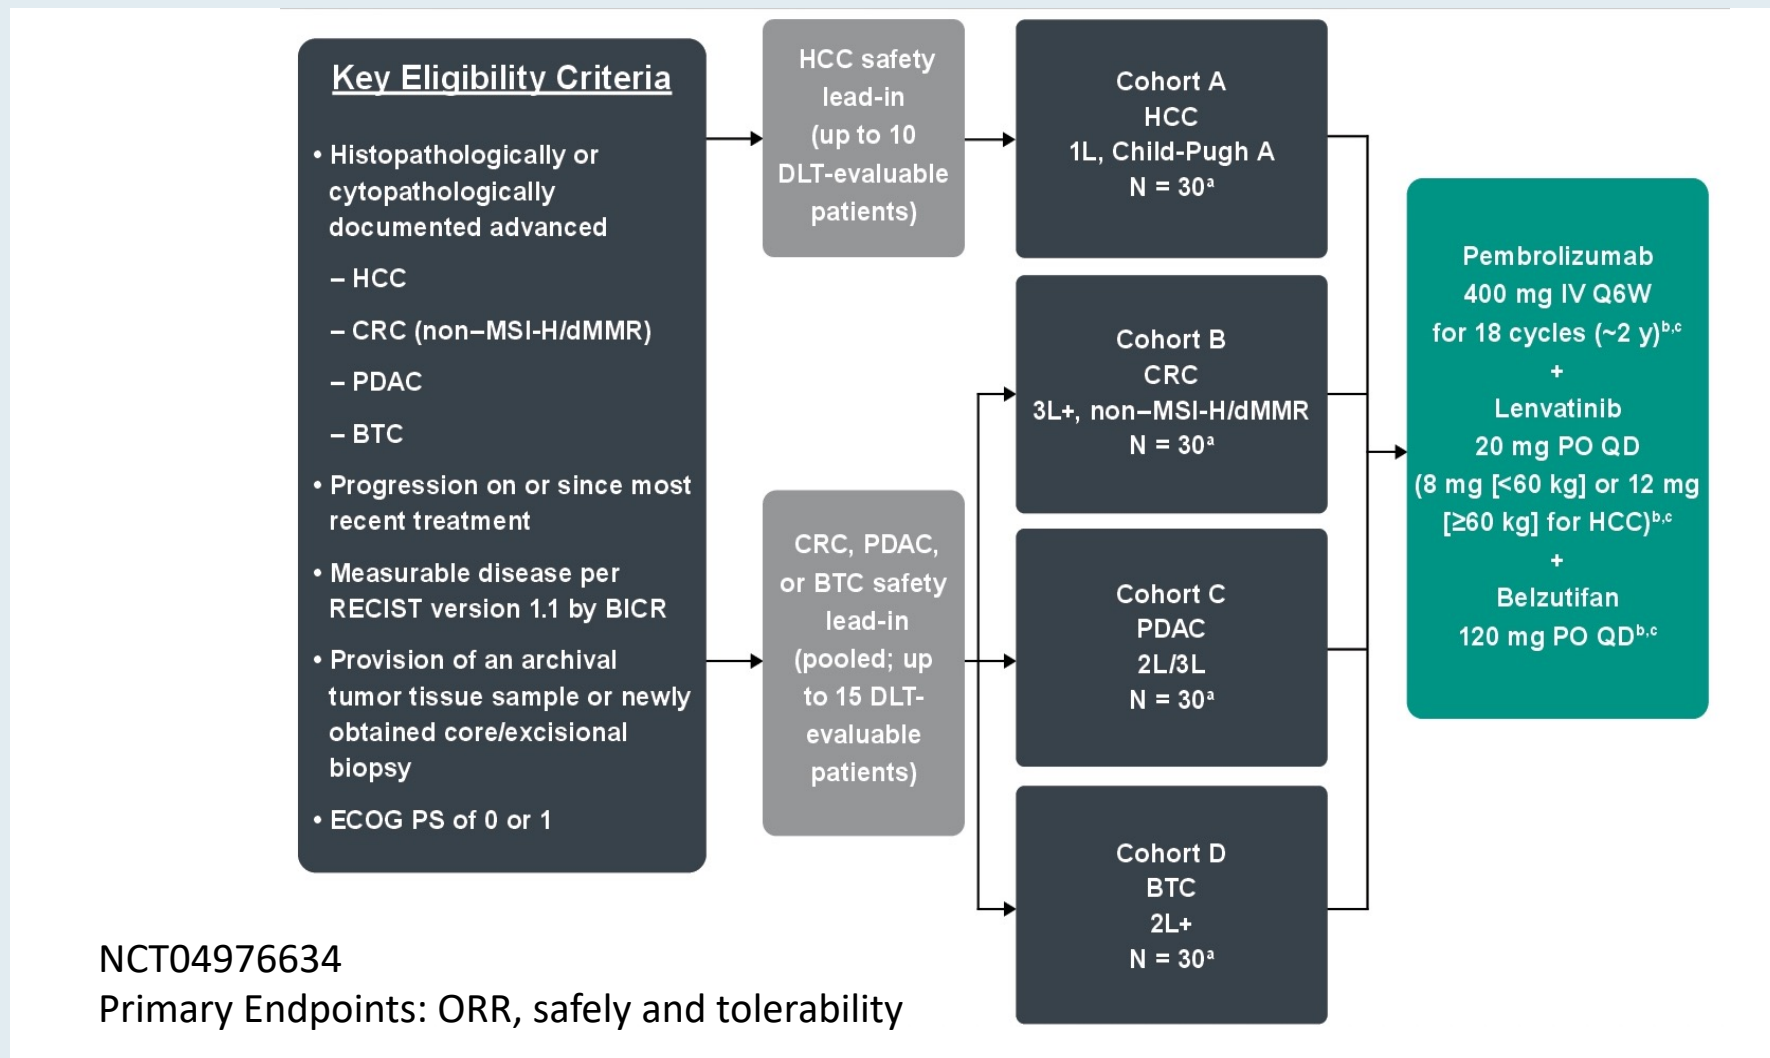 Key Eligibility Criteria
• Histopathologically or
cytopathologically
documented advanced
– HCC
– CRC (non–MSI-H/dMMR)
– PDAC
– BTC
• Progression on or since most
recent treatment
• Measurable disease per
RECIST version 1.1 by BICR
• Provision of an archival
tumor tissue sample or newly
obtained core/excisional
biopsy
• ECOG PS of 0 or 1
HCC safety
lead-in
(up to 10
DLT-evaluable
patients)
CRC, PDAC,
or BTC safety
lead-in
(pooled; up
to 15 DLT-
evaluable
patients)
Cohort A
HCC
1L, Child-Pugh A
N = 30ᵃ
Cohort B
CRC
3L+, non–MSI-H/dMMR
N = 30ᵃ
Cohort C
PDAC
2L/3L
N = 30ᵃ
Cohort D
BTC
2L+
N = 30ᵃ
Pembrolizumab
400 mg IV Q6W
for 18 cycles (~2 y)ᵇ,ᶜ
+
Lenvatinib
20 mg PO QD
(8 mg [<60 kg] or 12 mg
[≥60 kg] for HCC)ᵇ,ᶜ
+
Belzutifan
120 mg PO QDᵇ,ᶜ
NCT04976634
Primary Endpoints: ORR, safely and tolerability